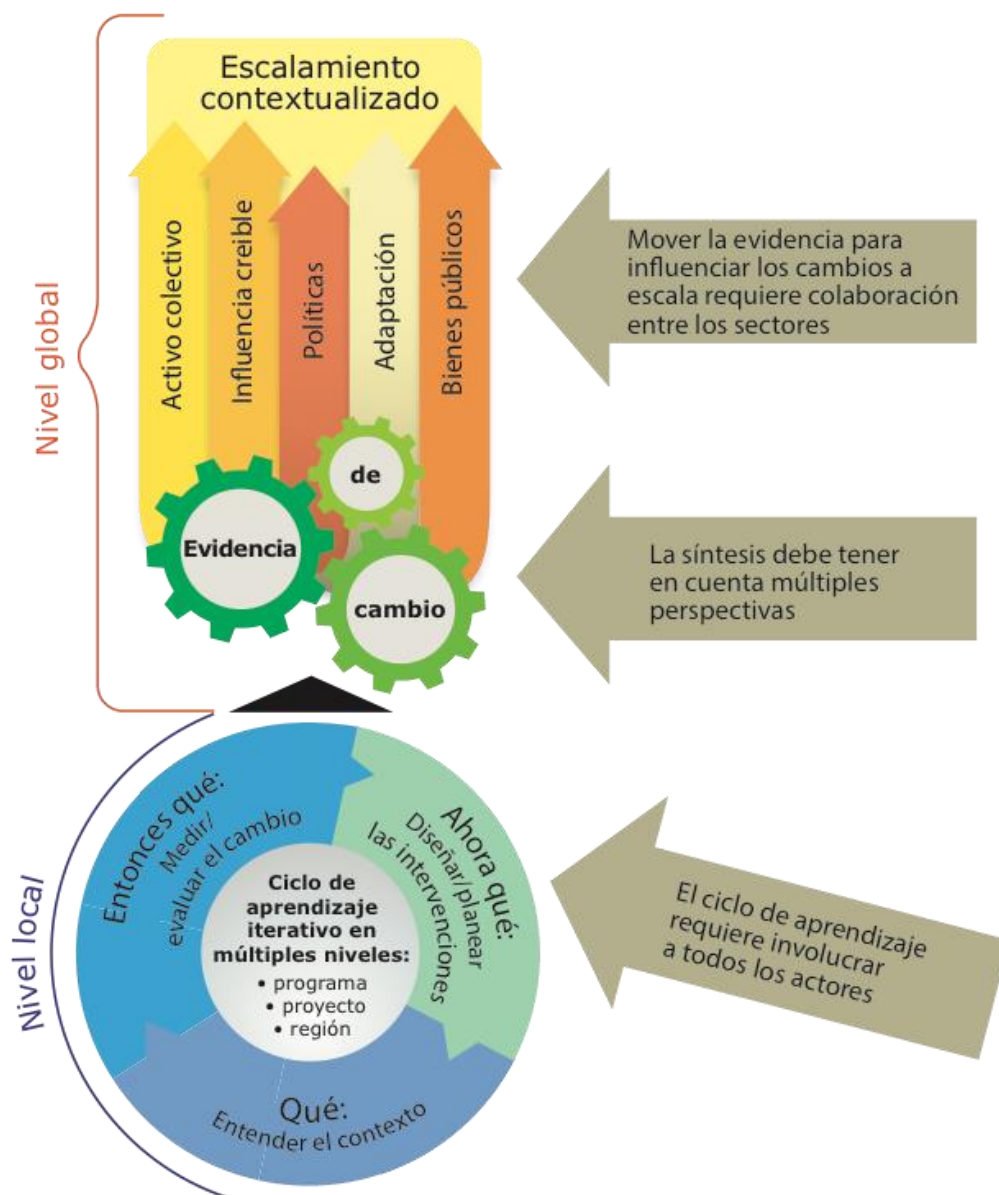 Escalamiento
contextualizado
Nivel global
Activo colectivo
Influencia creible
Políticas
Adaptación
Bienes públicos
Mover la evidencia para
influenciar los cambios a
escala requiere colaboración
entre los sectores
Evidencia
de
cambio
La síntesis debe tener
en cuenta múltiples
perspectivas
Nivel local
Entonces qué:
Medir/
evaluar el cambio
Ahora qué:
Diseñar/planear
las intervenciones
Ciclo de
aprendizaje
iterativo en
múltiples niveles:
• programa
• proyecto
• región
Qué:
Entender el contexto
El ciclo de aprendizaje
requiere involucrar
a todos los actores